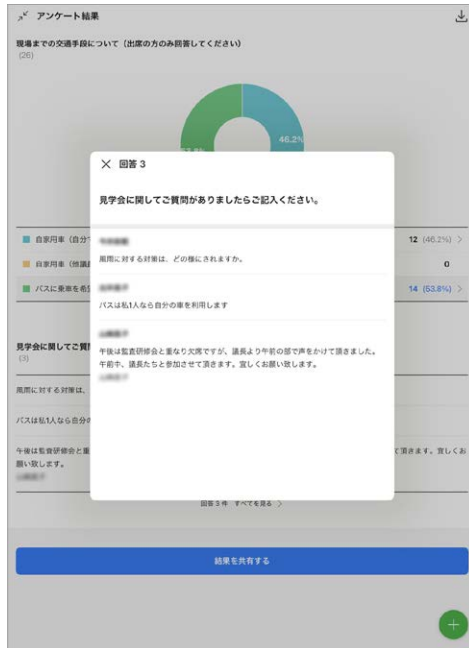 アンケート結果
現場までの交通手段について（出席の方のみ回答してください）
(26)
46.2%
53.8%
自家用車（自分で
12 (46.2%) >
自家用車（他議員
0
バスに乗車を希望
14 (53.8%) >
見学会に関してご質問
(3)
風雨に対する対策は、
バスは私1人なら自分の
午後は監査研修会と重
て頂きます。宜しくお
願い致します。
回答 3 件 すべてを見る >
結果を共有する
+
× 回答 3
見学会に関してご質問がありましたらご記入ください。
風雨に対する対策は、どの様にされますか。
バスは私1人なら自分の車を利用します
午後は監査研修会と重なり欠席ですが、議長より午前の部で声をかけて頂きました。
午前中、議長たちと参加させて頂きます。宜しくお願い致します。